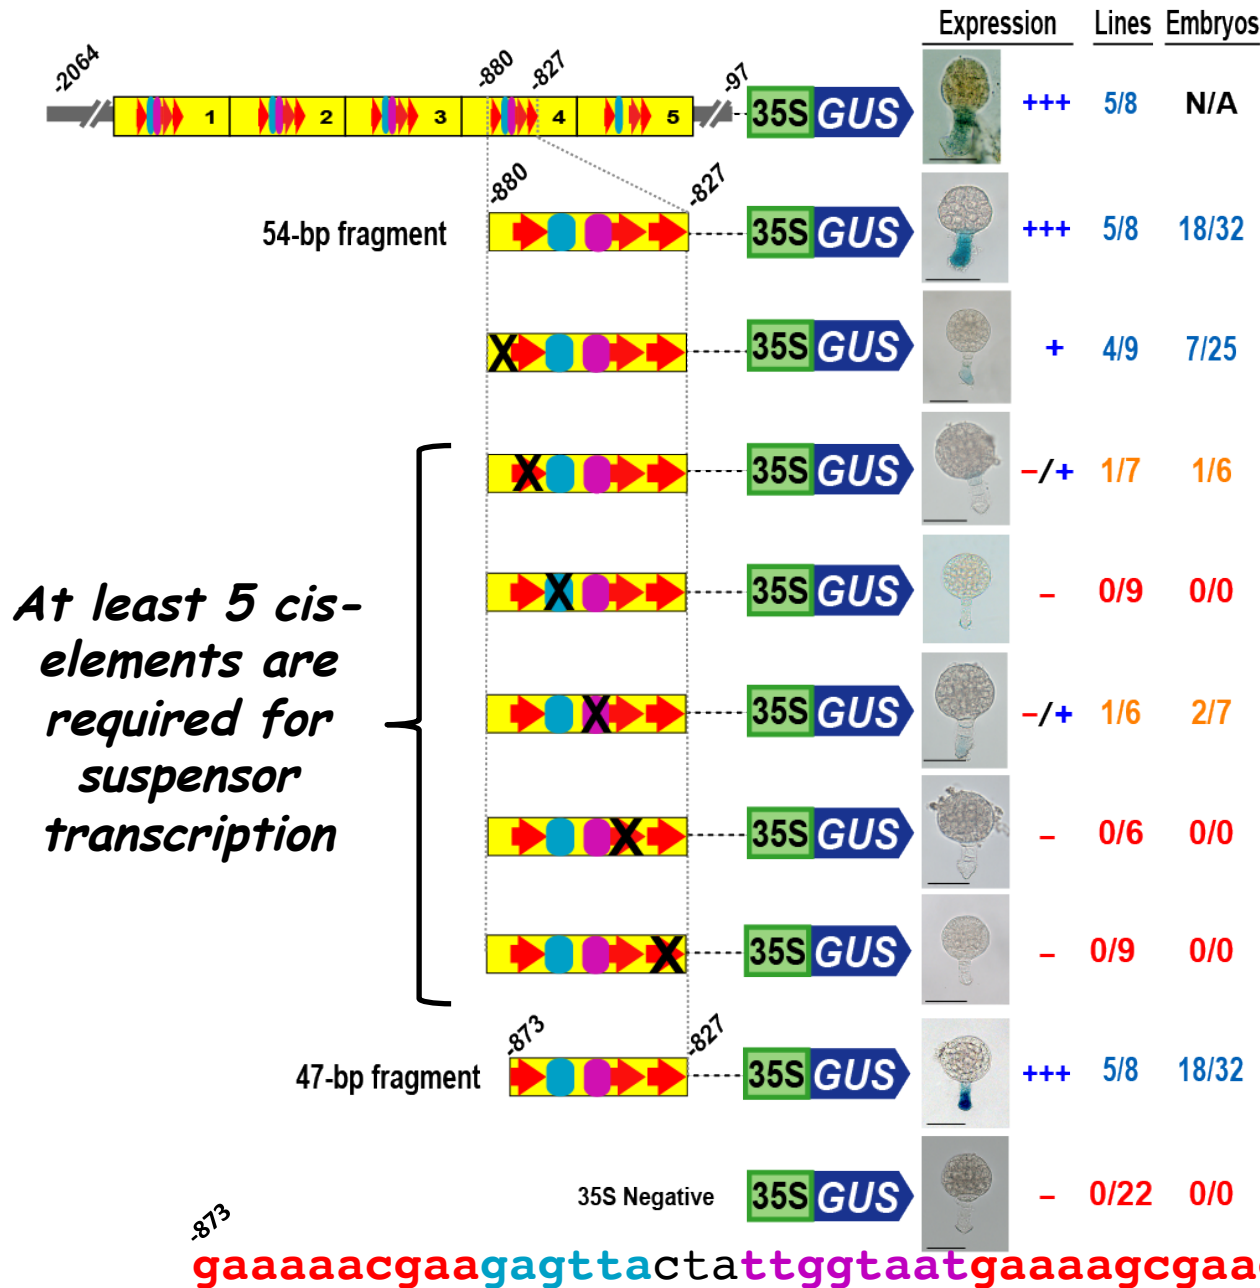 Expression Lines Embryos
-2064 -880 -827 -97
1 2 3 4 5 35S GUS +++ 5/8 N/A
-880 -827
54-bp fragment 35S GUS +++ 5/8 18/32
X 35S GUS + 4/9 7/25
X 35S GUS –/+ 1/7 1/6
X 35S GUS – 0/9 0/0
X 35S GUS –/+ 1/6 2/7
X 35S GUS – 0/6 0/0
X 35S GUS – 0/9 0/0
At least 5 cis-
elements are
required for
suspensor
transcription
-873 -827
47-bp fragment 35S GUS +++ 5/8 18/32
35S Negative 35S GUS – 0/22 0/0
-873
gaaaaacgaagagttactattggtaatgaaaagcgaa